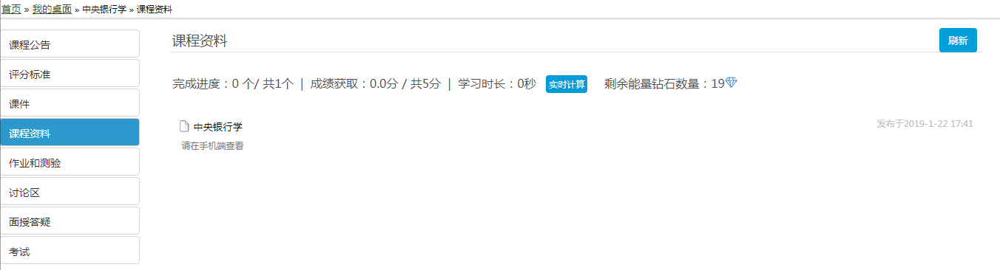 首页 » 我的桌面 » 中央银行学 » 课程资料
课程公告
评分标准
课件
课程资料
作业和测验
讨论区
面授答疑
考试
课程资料
刷新
完成进度：0 个/ 共1个 | 成绩获取：0.0分 / 共5分 | 学习时长：0秒 实时计算 剩余能量钻石数量：19
中央银行学 发布于2019-1-22 17:41
请在手机端查看